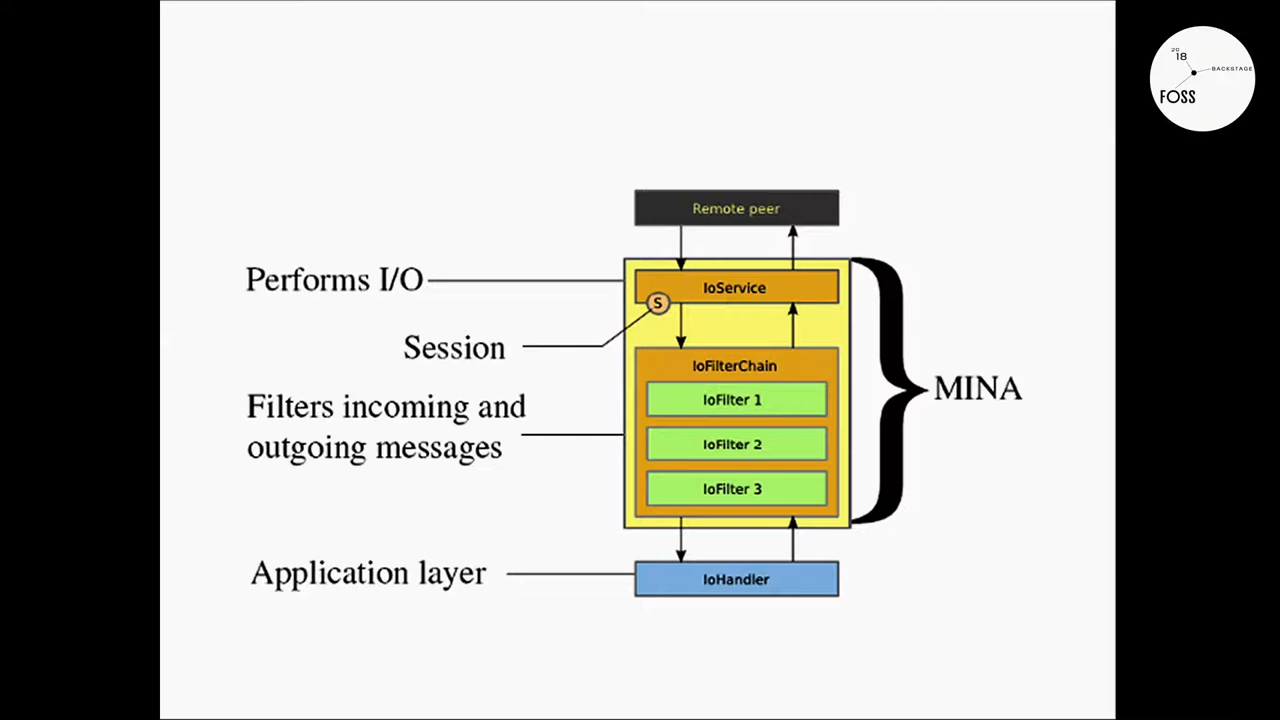 20
18
BACKSTAGE
FOSS
Remote peer
Performs I/O
IoService
S
Session
IoFilterChain
Filters incoming and
outgoing messages
IoFilter 1
IoFilter 2
IoFilter 3
MINA
Application layer
IoHandler